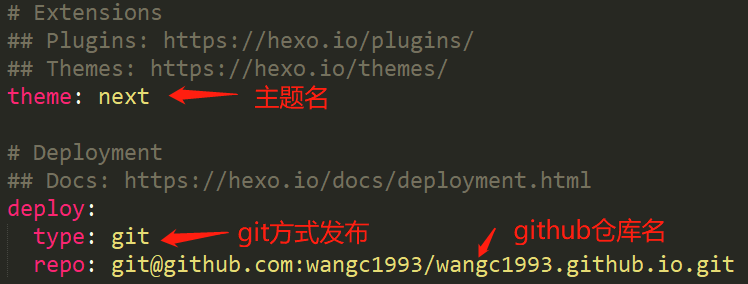 # Extensions
## Plugins: https://hexo.io/plugins/
## Themes: https://hexo.io/themes/
theme: next 主题名
# Deployment
## Docs: https://hexo.io/docs/deployment.html
deploy:
type: git git方式发布 github仓库名
repo: git@github.com:wangc1993/wangc1993.github.io.git